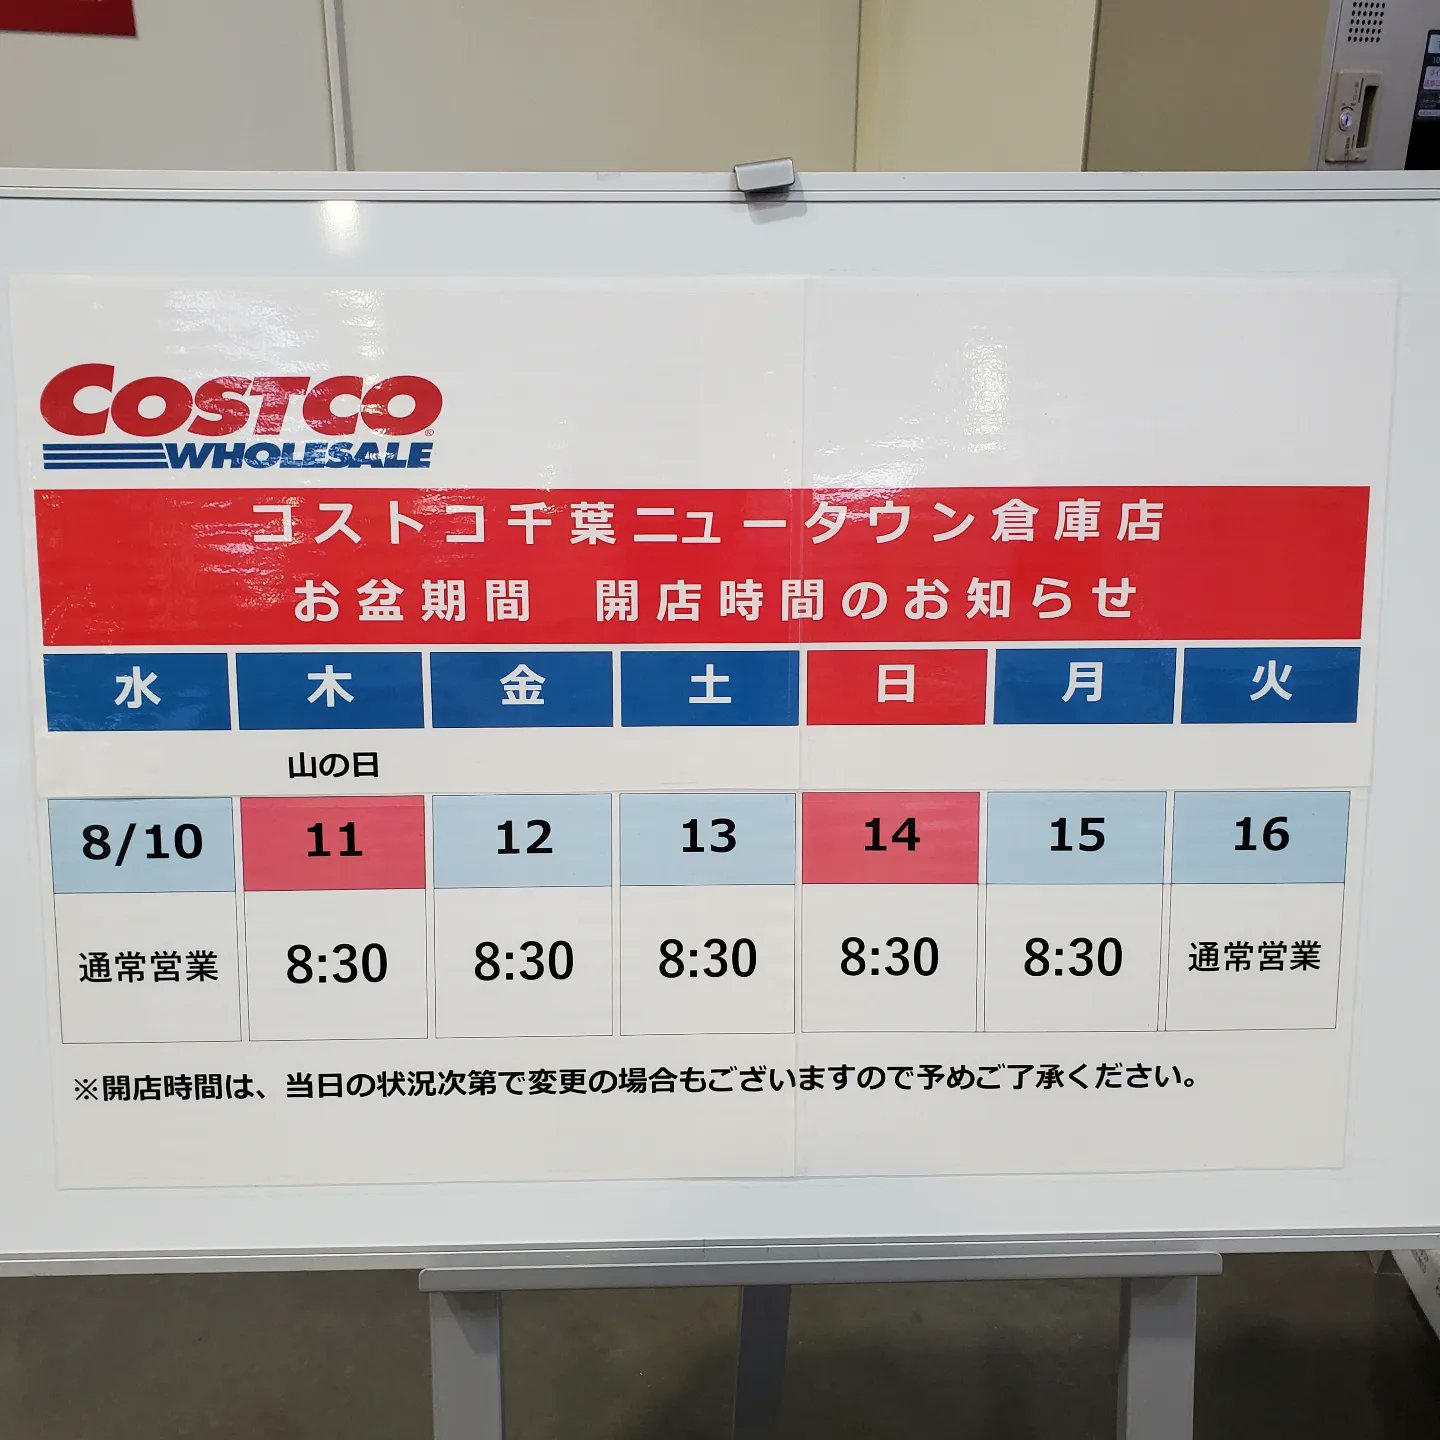 COSTCO
WHOLESALE
コストコ千葉ニュータウン倉庫店
お盆期間 開店時間のお知らせ
水 木 金 土 日 月 火
山の日
8/10 11 12 13 14 15 16
通常営業 8:30 8:30 8:30 8:30 8:30 通常営業
※開店時間は、当日の状況次第で変更の場合もございますので予めご了承ください。